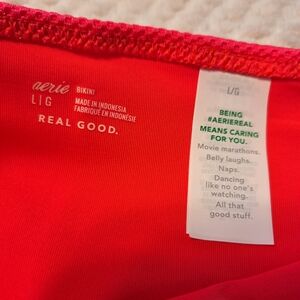 aerie BIKINI
L|G MADE IN INDONESIA
FABRIQUÉ EN INDONÉSIE
REAL GOOD.
L/G
BEING
#AERIEREAL
MEANS CARING
FOR YOU.
Movie marathons.
Belly laughs.
Naps.
Dancing
like no one's
watching.
All that
good stuff.